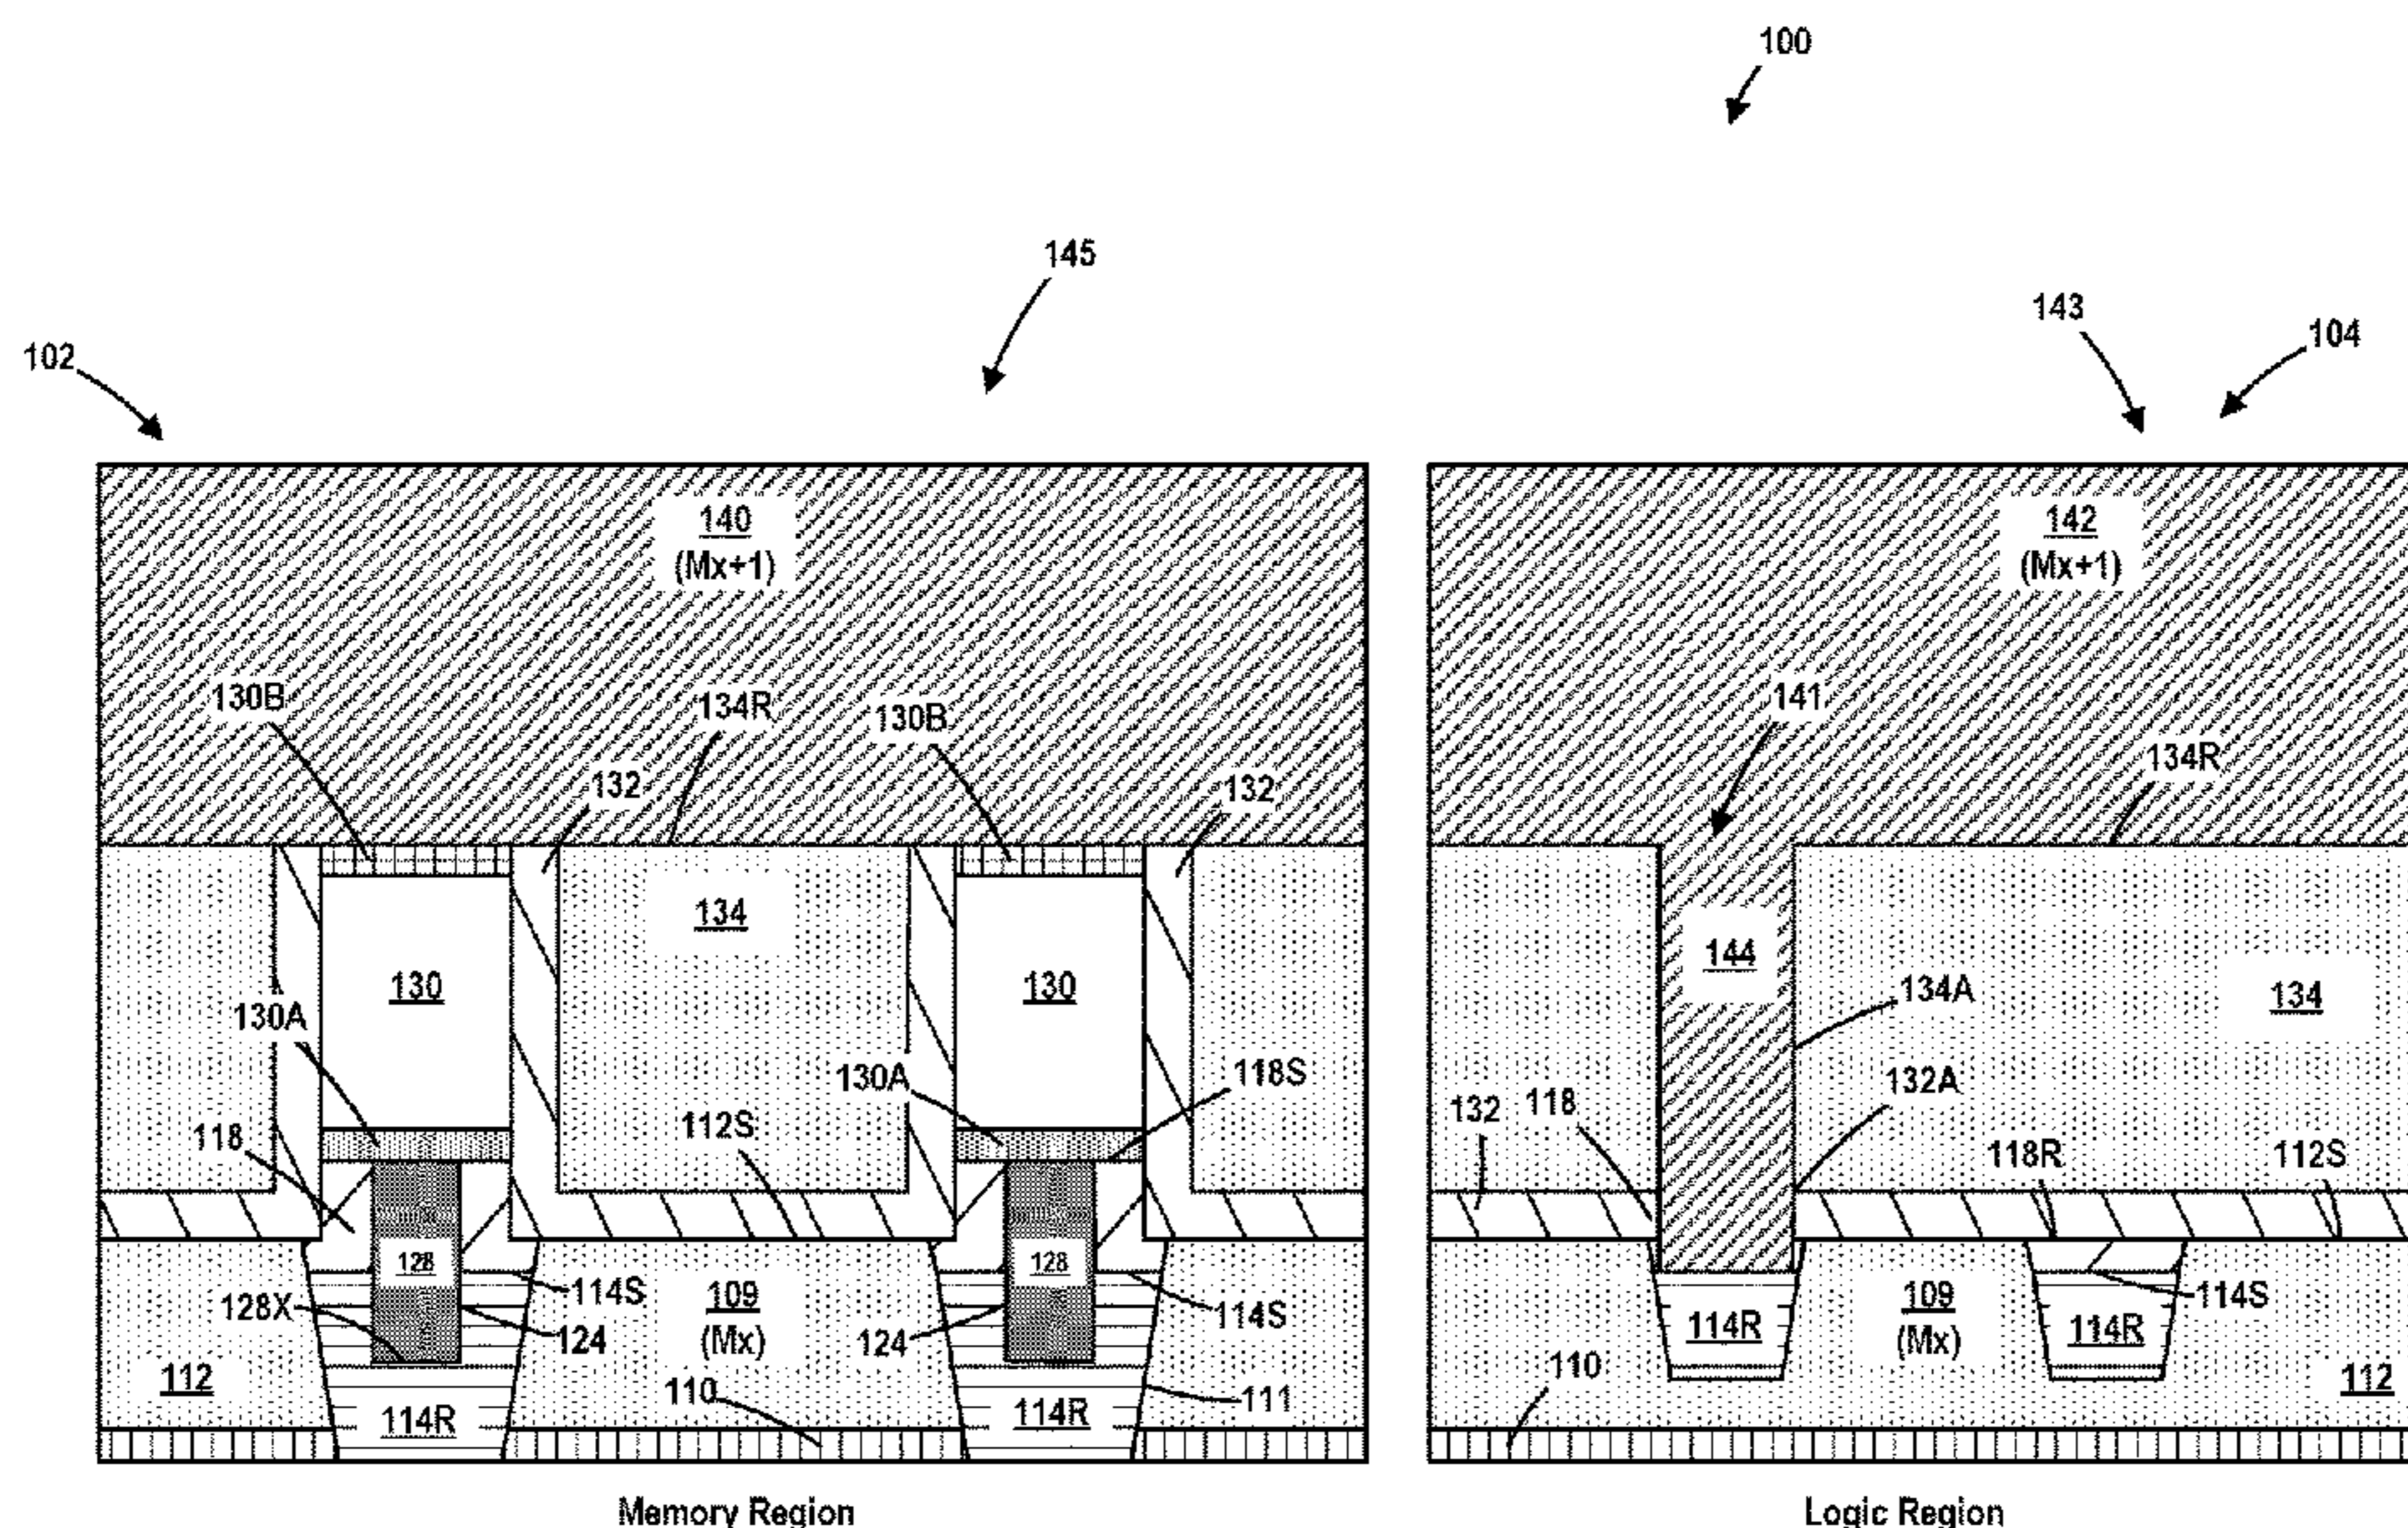 100
145
143
104
102
140
(Mx+1)
142
(Mx+1)
130B
134R
130B
141
132
132
134R
134
144
130
130
134A
134
130A
130A
118S
132A
132
118
118
112S
118R
112S
128
128
114S
114S
114S
128X
109
(Mx)
109
(Mx)
124
124
114R
114R
110
112
110
111
112
114R
114R
Memory Region
Logic Region